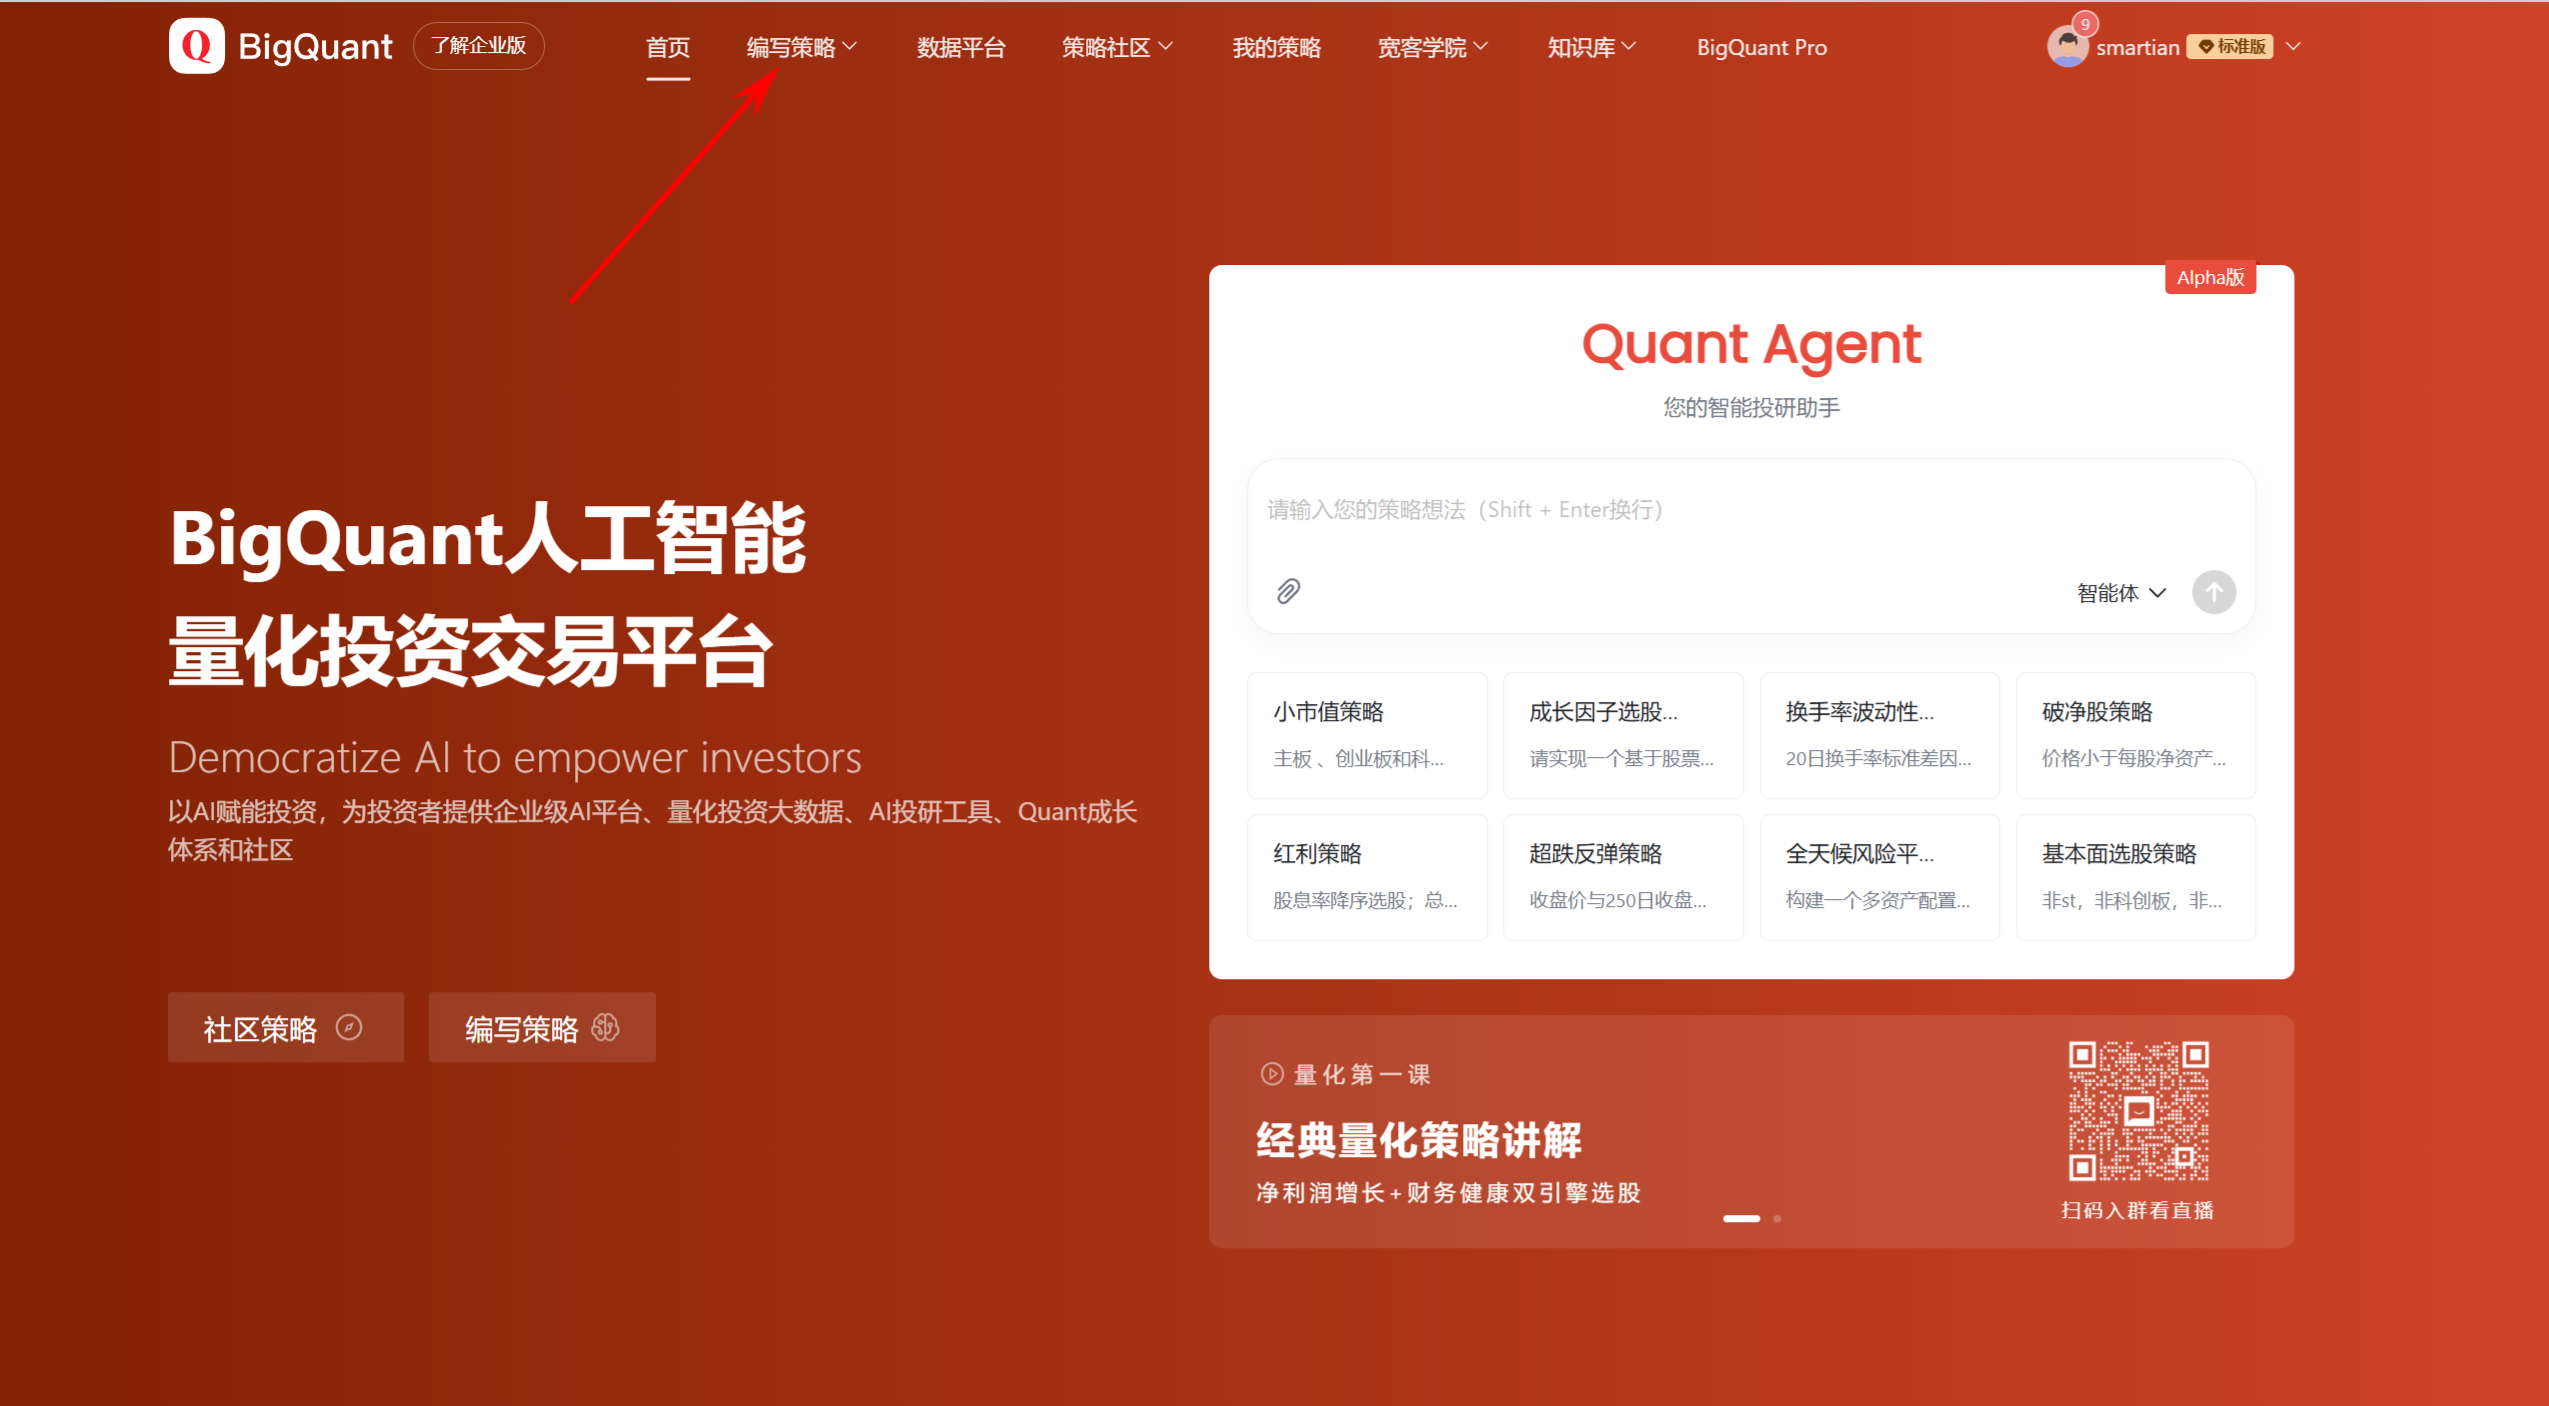 BigQuant
了解企业版
首页
编写策略
数据平台
策略社区
我的策略
宽客学院
知识库
BigQuant Pro
9
smartian
标准版
BigQuant人工智能
量化投资交易平台
Democratize AI to empower investors
以AI赋能投资，为投资者提供企业级AI平台、量化投资大数据、AI投研工具、Quant成长
体系和社区
社区策略
编写策略
Alpha版
Quant Agent
您的智能投研助手
请输入您的策略想法（Shift + Enter换行）
智能体
小市值策略
主板 、创业板和科...
成长因子选股...
请实现一个基于股票...
换手率波动性...
20日换手率标准差因...
破净股策略
价格小于每股净资产...
红利策略
股息率降序选股；总...
超跌反弹策略
收盘价与250日收盘...
全天候风险平...
构建一个多资产配置...
基本面选股策略
非st，非科创板，非...
量化第一课
经典量化策略讲解
净利润增长+财务健康双引擎选股
扫码入群看直播